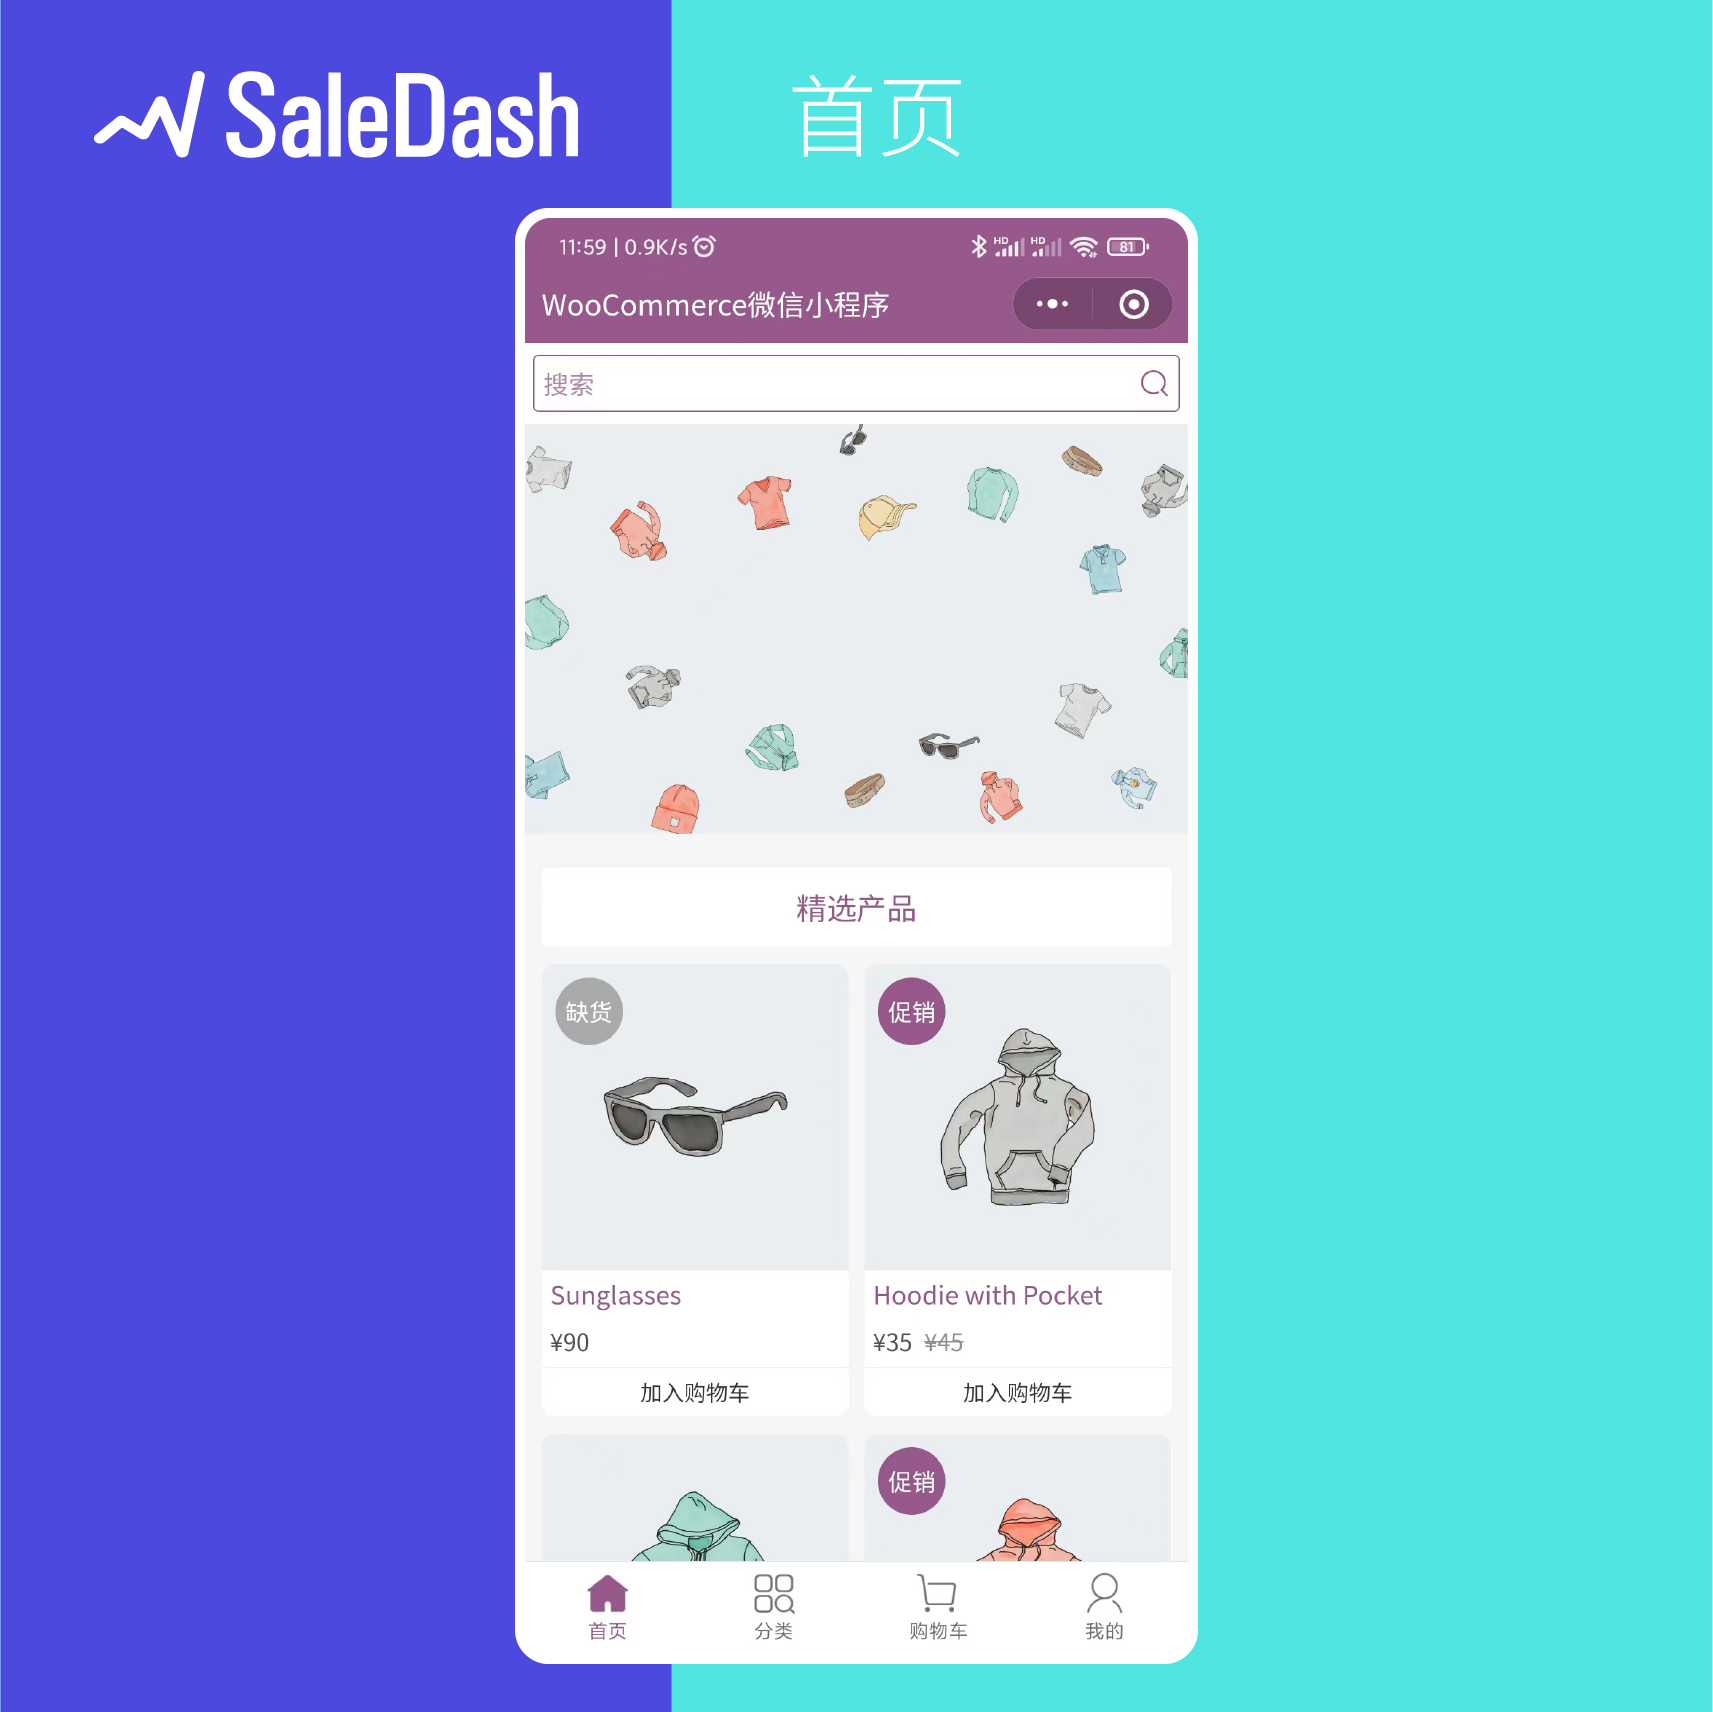 SaleDash
首页
11:59 | 0.9K/s
HD HD 81
WooCommerce微信小程序
搜索
精选产品
缺货
促销
Sunglasses
Hoodie with Pocket
¥90
¥35 ¥45
加入购物车
加入购物车
促销
首页
分类
购物车
我的